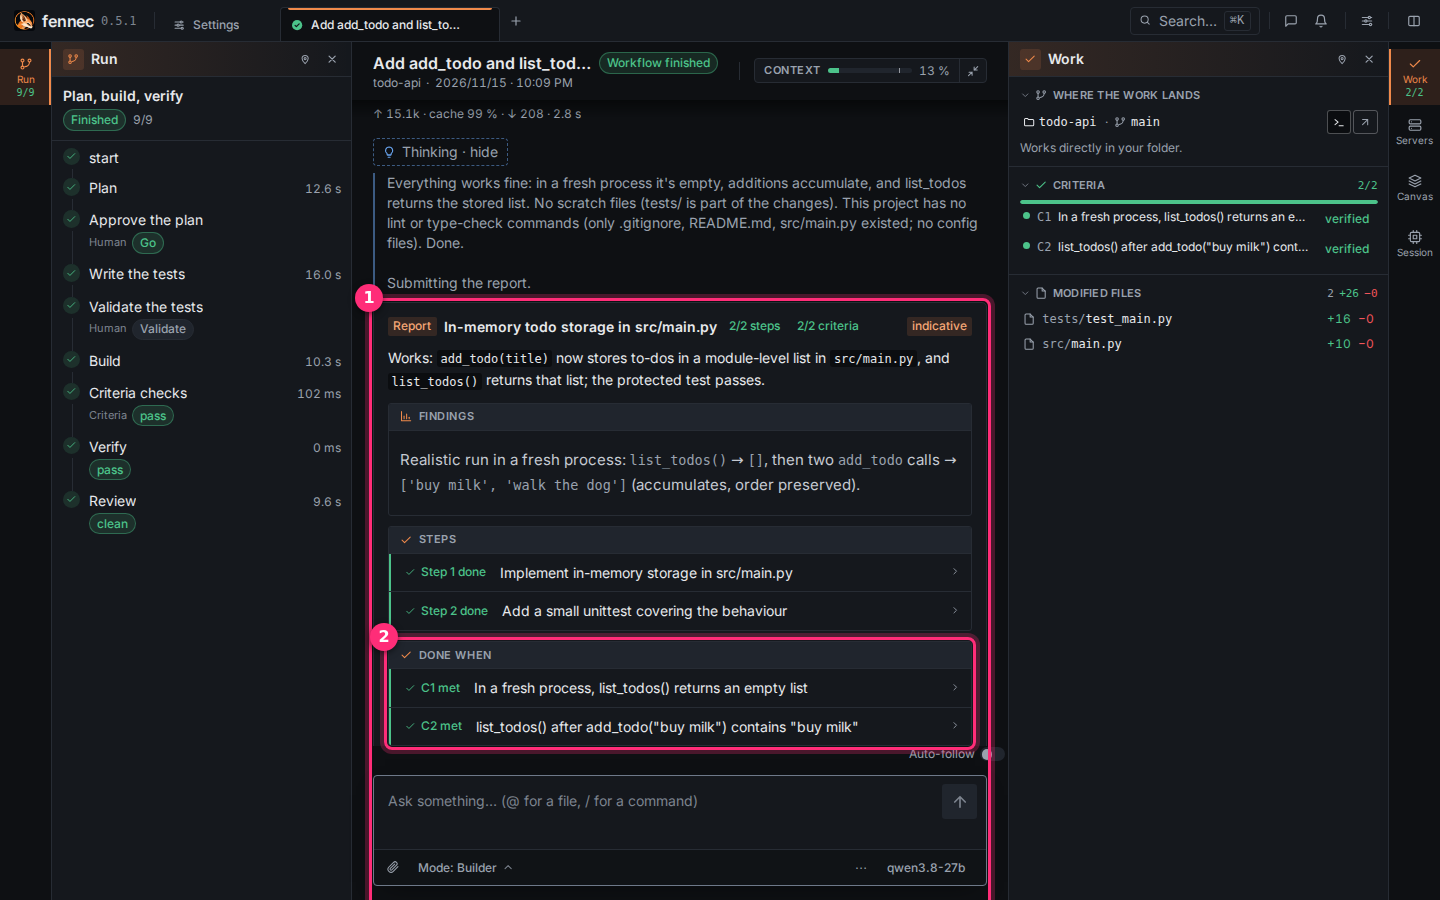 fennec 0.5.1
Settings
Add add_todo and list_to...
+
Search... ⌘K
Run
9/9
Run
Plan, build, verify
Finished 9/9
start
Plan 12.6 s
Approve the plan
Human Go
Write the tests 16.0 s
Validate the tests
Human Validate
Build 10.3 s
Criteria checks 102 ms
Criteria pass
Verify 0 ms
pass
Review 9.6 s
clean
Add add_todo and list_tod... Workflow finished
todo-api · 2026/11/15 · 10:09 PM
CONTEXT 13 %
↑ 15.1k · cache 99 % · ↓ 208 · 2.8 s
Thinking · hide
Everything works fine: in a fresh process it's empty, additions accumulate, and list_todos
returns the stored list. No scratch files (tests/ is part of the changes). This project has no
lint or type-check commands (only .gitignore, README.md, src/main.py existed; no config
files). Done.
Submitting the report.
1
Report In-memory todo storage in src/main.py 2/2 steps 2/2 criteria indicative
Works: add_todo(title) now stores to-dos in a module-level list in src/main.py, and
list_todos() returns that list; the protected test passes.
FINDINGS
Realistic run in a fresh process: list_todos() → [], then two add_todo calls →
['buy milk', 'walk the dog'] (accumulates, order preserved).
STEPS
Step 1 done Implement in-memory storage in src/main.py
Step 2 done Add a small unittest covering the behaviour
2
DONE WHEN
C1 met In a fresh process, list_todos() returns an empty list
C2 met list_todos() after add_todo("buy milk") contains "buy milk"
Auto-follow
Ask something... (@ for a file, / for a command)
Mode: Builder
... qwen3.8-27b
Work
WHERE THE WORK LANDS
todo-api · main
Works directly in your folder.
CRITERIA 2/2
C1 In a fresh process, list_todos() returns an e... verified
C2 list_todos() after add_todo("buy milk") cont... verified
MODIFIED FILES 2 +26 −0
tests/test_main.py +16 −0
src/main.py +10 −0
Work
2/2
Servers
Canvas
Session